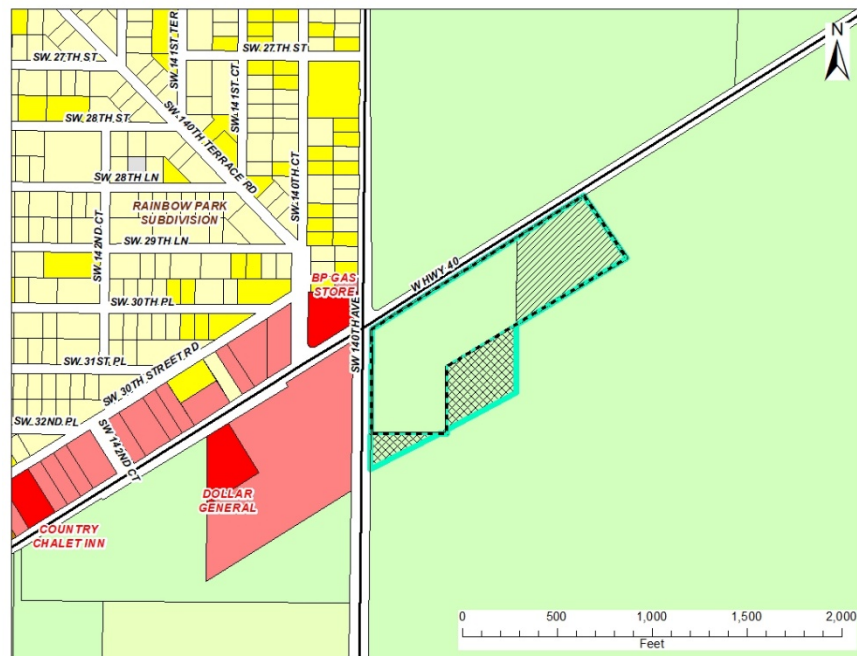 N
SW 27TH ST
SW 141ST TER
SW 27TH ST
SW 141ST CT
SW 140TH TERRACE RD
SW 28TH ST
SW 140TH CT
SW 28TH LN
RAINBOW PARK
SUBDIVISION
SW 142ND CT
SW 29TH LN
W HWY 40
BP GAS
STORE
SW 30TH PL
SW 140TH AVE
SW 31ST PL
SW 30TH STREET RD
SW 32ND PL
SW 142ND CT
DOLLAR
GENERAL
COUNTRY
CHALET INN
0 500 1,000 1,500 2,000
Feet